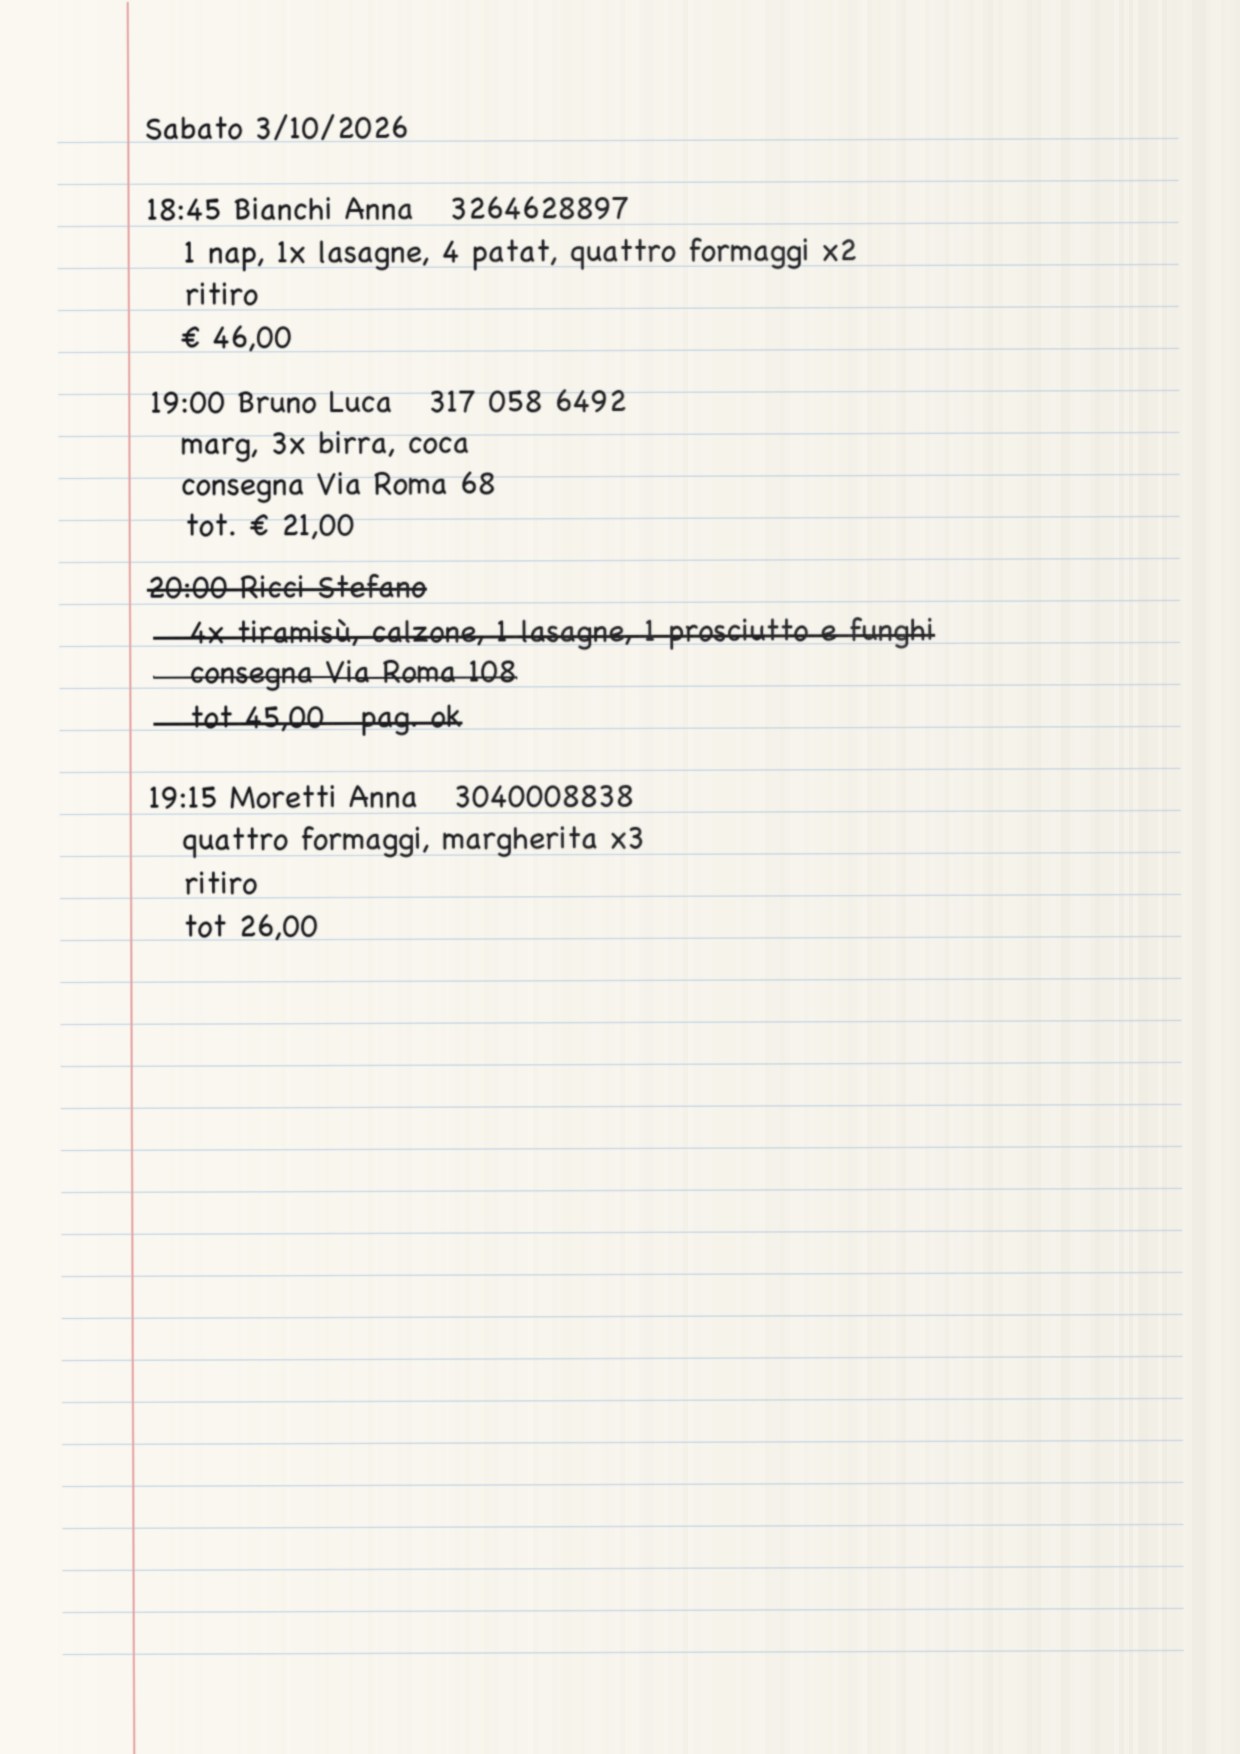 Sabato 3/10/2026
18:45 Bianchi Anna 3264628897
1 nap, 1x lasagne, 4 patat, quattro formaggi x2
ritiro
€ 46,00
19:00 Bruno Luca 317 058 6492
marg, 3x birra, coca
consegna Via Roma 68
tot. € 21,00
20:00 Ricci Stefano
4x tiramisù, calzone, 1 lasagne, 1 prosciutto e funghi
consegna Via Roma 108
tot 45,00 pag. ok
19:15 Moretti Anna 3040008838
quattro formaggi, margherita x3
ritiro
tot 26,00